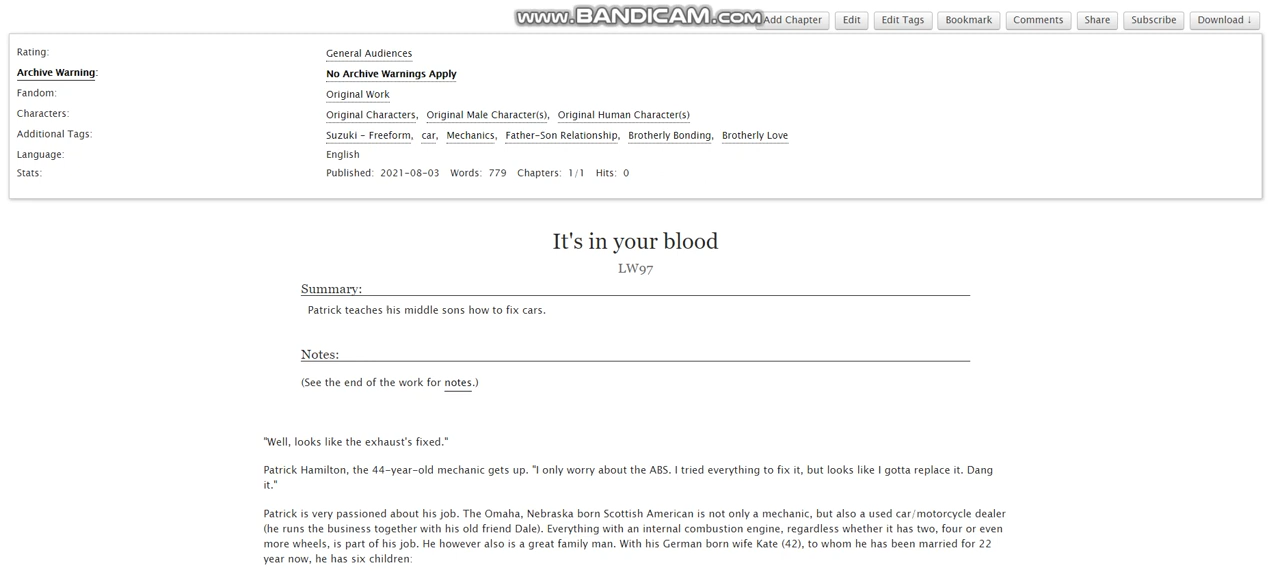 www.BANDICAM.com
Add Chapter Edit Edit Tags Bookmark Comments Share Subscribe Download ↓
Rating: General Audiences
Archive Warning: No Archive Warnings Apply
Fandom: Original Work
Characters: Original Characters, Original Male Character(s), Original Human Character(s)
Additional Tags: Suzuki - Freeform, car, Mechanics, Father-Son Relationship, Brotherly Bonding, Brotherly Love
Language: English
Stats: Published: 2021-08-03 Words: 779 Chapters: 1/1 Hits: 0
It's in your blood
LW97
Summary:
Patrick teaches his middle sons how to fix cars.
Notes:
(See the end of the work for notes.)
"Well, looks like the exhaust's fixed."
Patrick Hamilton, the 44-year-old mechanic gets up. "I only worry about the ABS. I tried everything to fix it, but looks like I gotta replace it. Dang
it."
Patrick is very passioned about his job. The Omaha, Nebraska born Scottish American is not only a mechanic, but also a used car/motorcycle dealer
(he runs the business together with his old friend Dale). Everything with an internal combustion engine, regardless whether it has two, four or even
more wheels, is part of his job. He however also is a great family man. With his German born wife Kate (42), to whom he has been married for 22
year now, he has six children: